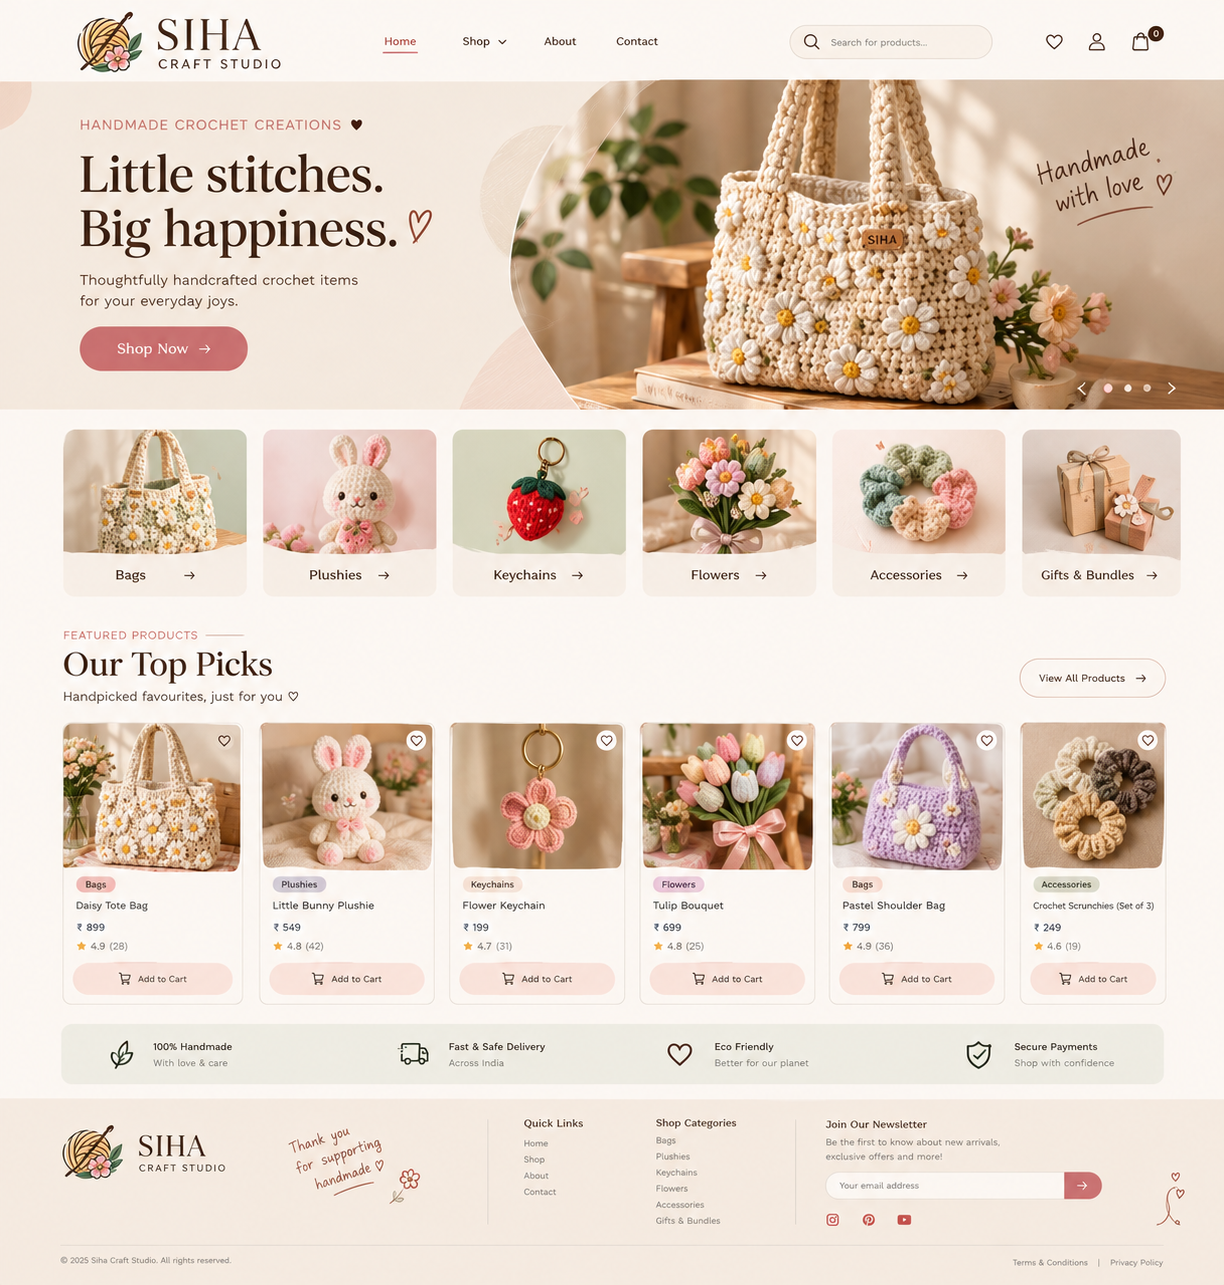 SIHA
CRAFT STUDIO
Home
Shop
About
Contact
Search for products...
0
HANDMADE CROCHET CREATIONS
Little stitches.
Big happiness.
Thoughtfully handcrafted crochet items
for your everyday joys.
Shop Now
SIHA
Handmade
with love
Bags
Plushies
Keychains
Flowers
Accessories
Gifts & Bundles
FEATURED PRODUCTS
Our Top Picks
Handpicked favourites, just for you
View All Products
Bags
Daisy Tote Bag
₹ 899
4.9 (28)
Add to Cart
Plushies
Little Bunny Plushie
₹ 549
4.8 (42)
Add to Cart
Keychains
Flower Keychain
₹ 199
4.7 (31)
Add to Cart
Flowers
Tulip Bouquet
₹ 699
4.8 (25)
Add to Cart
Bags
Pastel Shoulder Bag
₹ 799
4.9 (36)
Add to Cart
Accessories
Crochet Scrunchies (Set of 3)
₹ 249
4.6 (19)
Add to Cart
100% Handmade
With love & care
Fast & Safe Delivery
Across India
Eco Friendly
Better for our planet
Secure Payments
Shop with confidence
SIHA
CRAFT STUDIO
Thank you
for supporting
handmade
Quick Links
Home
Shop
About
Contact
Shop Categories
Bags
Plushies
Keychains
Flowers
Accessories
Gifts & Bundles
Join Our Newsletter
Be the first to know about new arrivals,
exclusive offers and more!
Your email address
© 2025 Siha Craft Studio. All rights reserved.
Terms & Conditions | Privacy Policy